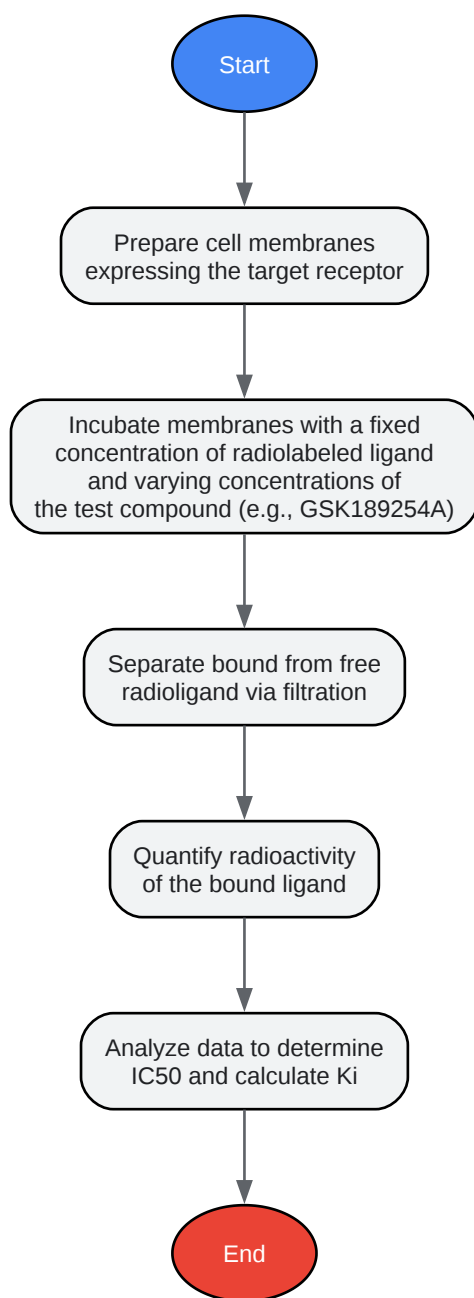 Start
Prepare cell membranes
expressing the target receptor
Incubate membranes with a fixed
concentration of radiolabeled ligand
and varying concentrations of
the test compound (e.g., GSK189254A)
Separate bound from free
radioligand via filtration
Quantify radioactivity
of the bound ligand
Analyze data to determine
IC50 and calculate Ki
End